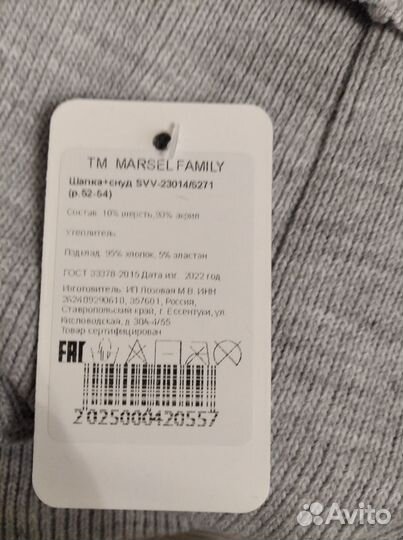 TM MARSEL FAMILY
Шапка+снуд SVV-23014/5271
(р.52-54)
Состав: 10% шерсть,90% акрил
Утеплитель:
Подклад: 95% хлопок, 5% эластан
ГОСТ 33378-2015 Дата изг. 2022 год
Изготовитель: ИП Лозовая М.В. ИНН
262409290610, 357601, Россия,
Ставропольский край, г. Ессентуки, ул.
Кисловодская, д. 30А-4/55
Товар сертифицирован
EAC
2025000420557
Avito